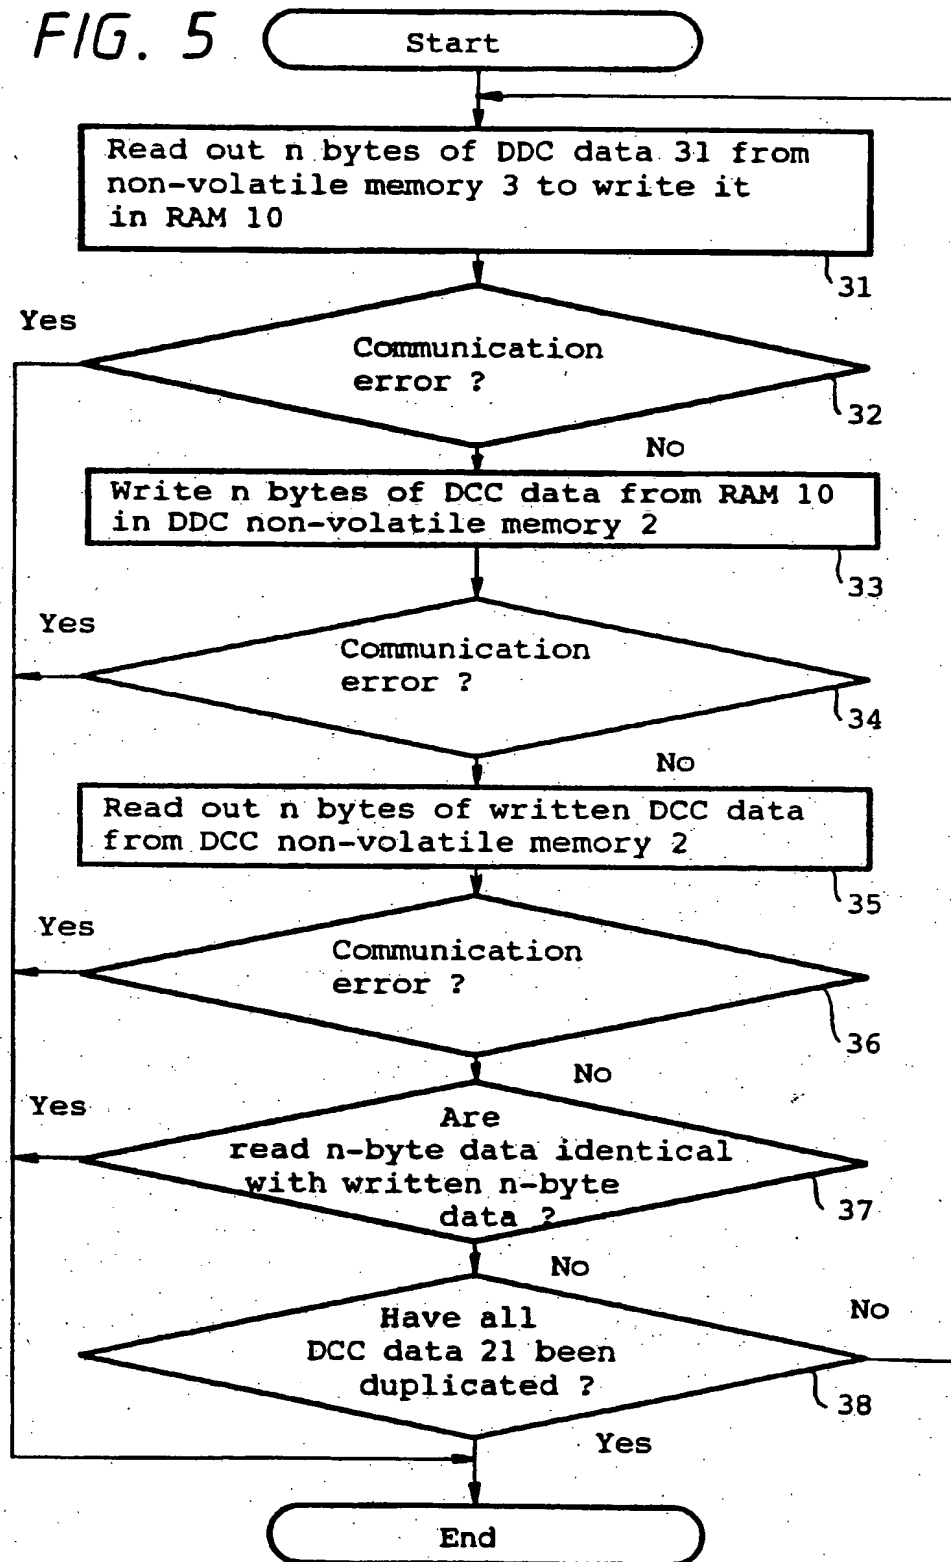 FIG. 5
Start
Read out n bytes of DDC data 31 from
non-volatile memory 3 to write it
in RAM 10
31
Yes
Communication
error ?
32
No
Write n bytes of DCC data from RAM 10
in DDC non-volatile memory 2
33
Yes
Communication
error ?
34
No
Read out n bytes of written DCC data
from DCC non-volatile memory 2
35
Yes
Communication
error ?
36
No
Yes
Are
read n-byte data identical
with written n-byte
data ?
37
No
No
Have all
DCC data 21 been
duplicated ?
38
Yes
End